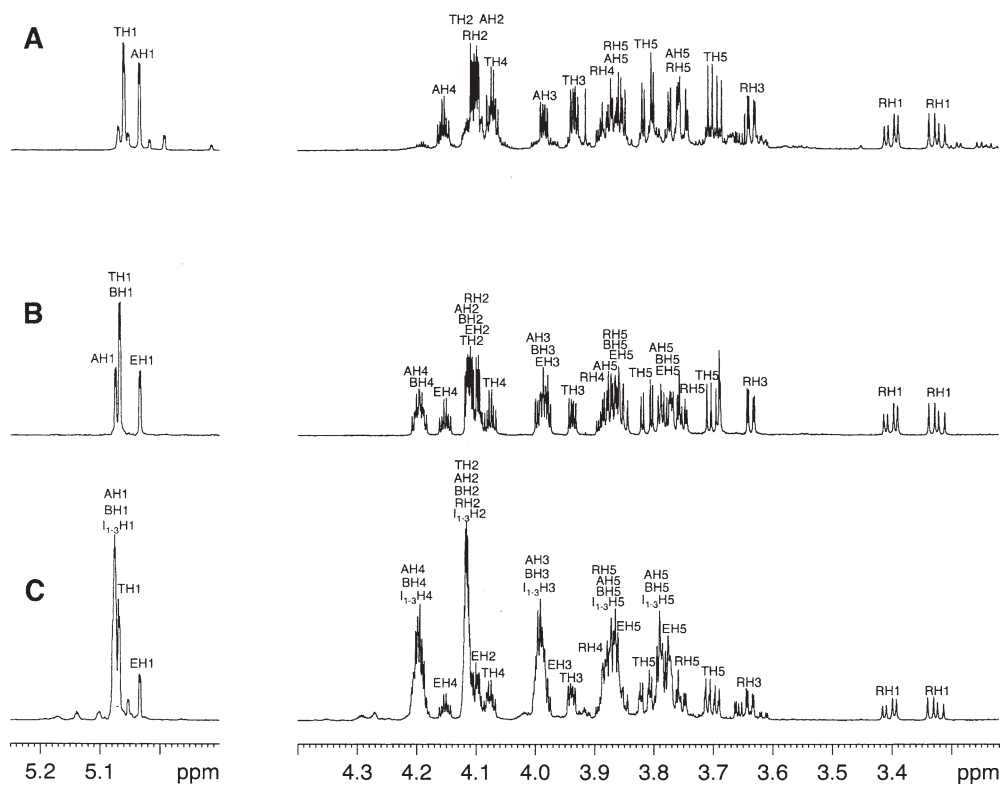 A
TH1
AH1
TH2 AH2
RH2
TH4
AH4
AH3
TH3
RH5
AH5
RH4
TH5
AH5
RH5
TH5
RH3
RH1
RH1
B
TH1
BH1
AH1
EH1
RH2
AH2
BH2
EH2
TH2
AH4
BH4
EH4
TH4
AH3
BH3
EH3
TH3
RH5
BH5
EH5
AH5
RH4
TH5
AH5
BH5
EH5
RH5
TH5
RH3
RH1
RH1
C
AH1
BH1
I₁₋₃H1
TH1
EH1
TH2
AH2
BH2
RH2
I₁₋₃H2
AH4
BH4
I₁₋₃H4
EH4
EH2
TH4
AH3
BH3
I₁₋₃H3
EH3
TH3
RH5
AH5
BH5
I₁₋₃H5
EH5
RH4
TH5
AH5
BH5
I₁₋₃H5
EH5
RH5
TH5
RH3
RH1
RH1
5.2 5.1 ppm 4.3 4.2 4.1 4.0 3.9 3.8 3.7 3.6 3.5 3.4 ppm